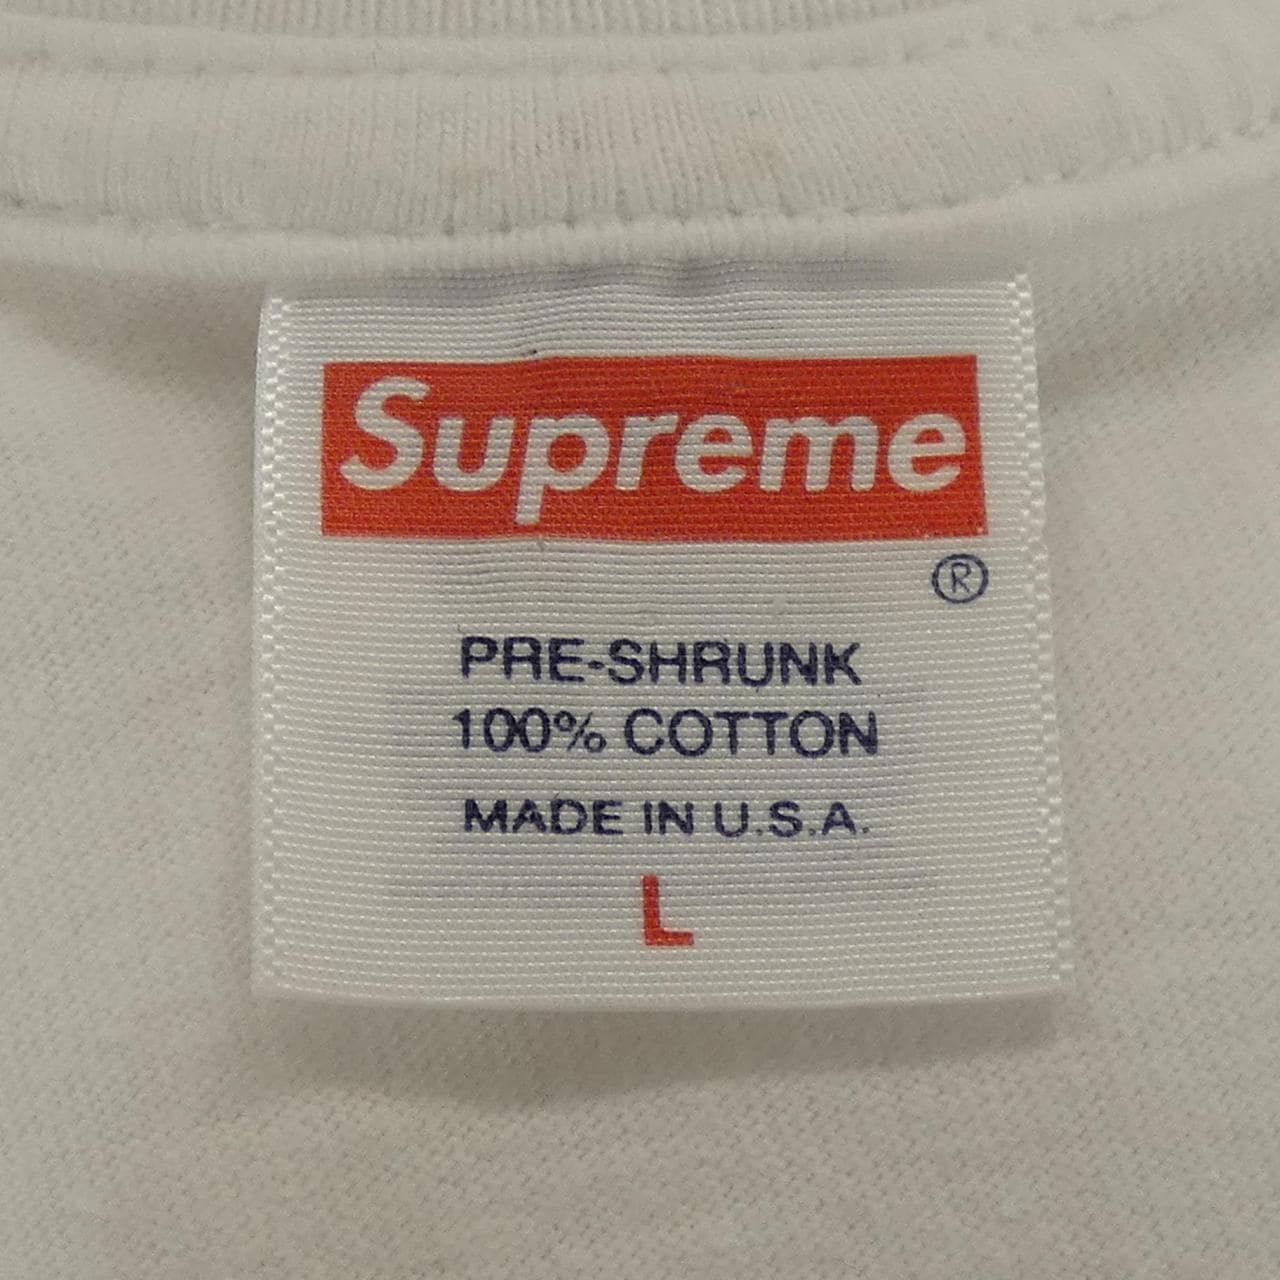 Supreme
®
PRE-SHRUNK
100% COTTON
MADE IN U.S.A.
L